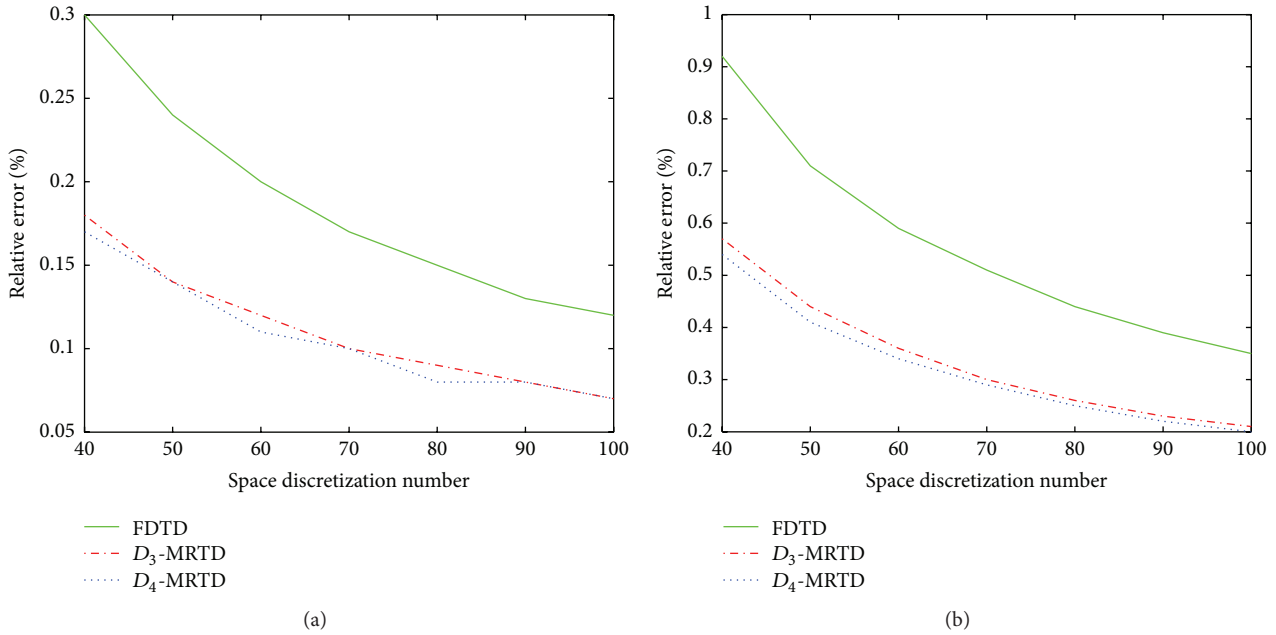 0.3
0.25
0.2
0.15
0.1
0.05
Relative error (%)
40 50 60 70 80 90 100
Space discretization number
FDTD
D3-MRTD
D4-MRTD
(a)
1
0.9
0.8
0.7
0.6
0.5
0.4
0.3
0.2
Relative error (%)
40 50 60 70 80 90 100
Space discretization number
FDTD
D3-MRTD
D4-MRTD
(b)